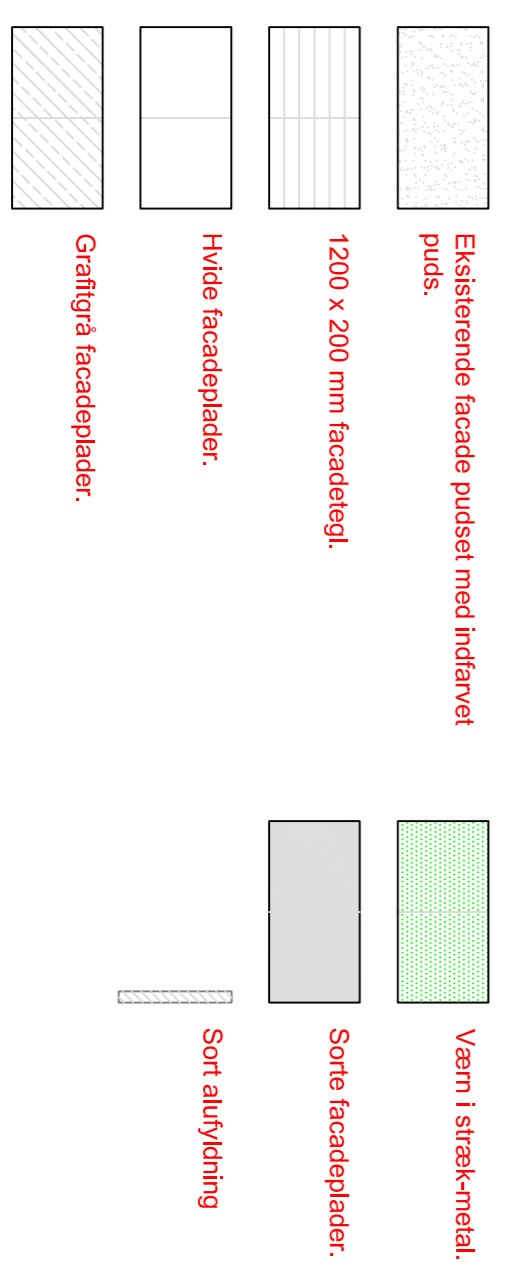 Eksisterende facade pudset med indfarvet
puds.
1200 x 200 mm facadetegl.
Hvide facadeplader.
Grafitgrå facadeplader.
Værn i stræk-metal.
Sorte facadeplader.
Sort alufyldning